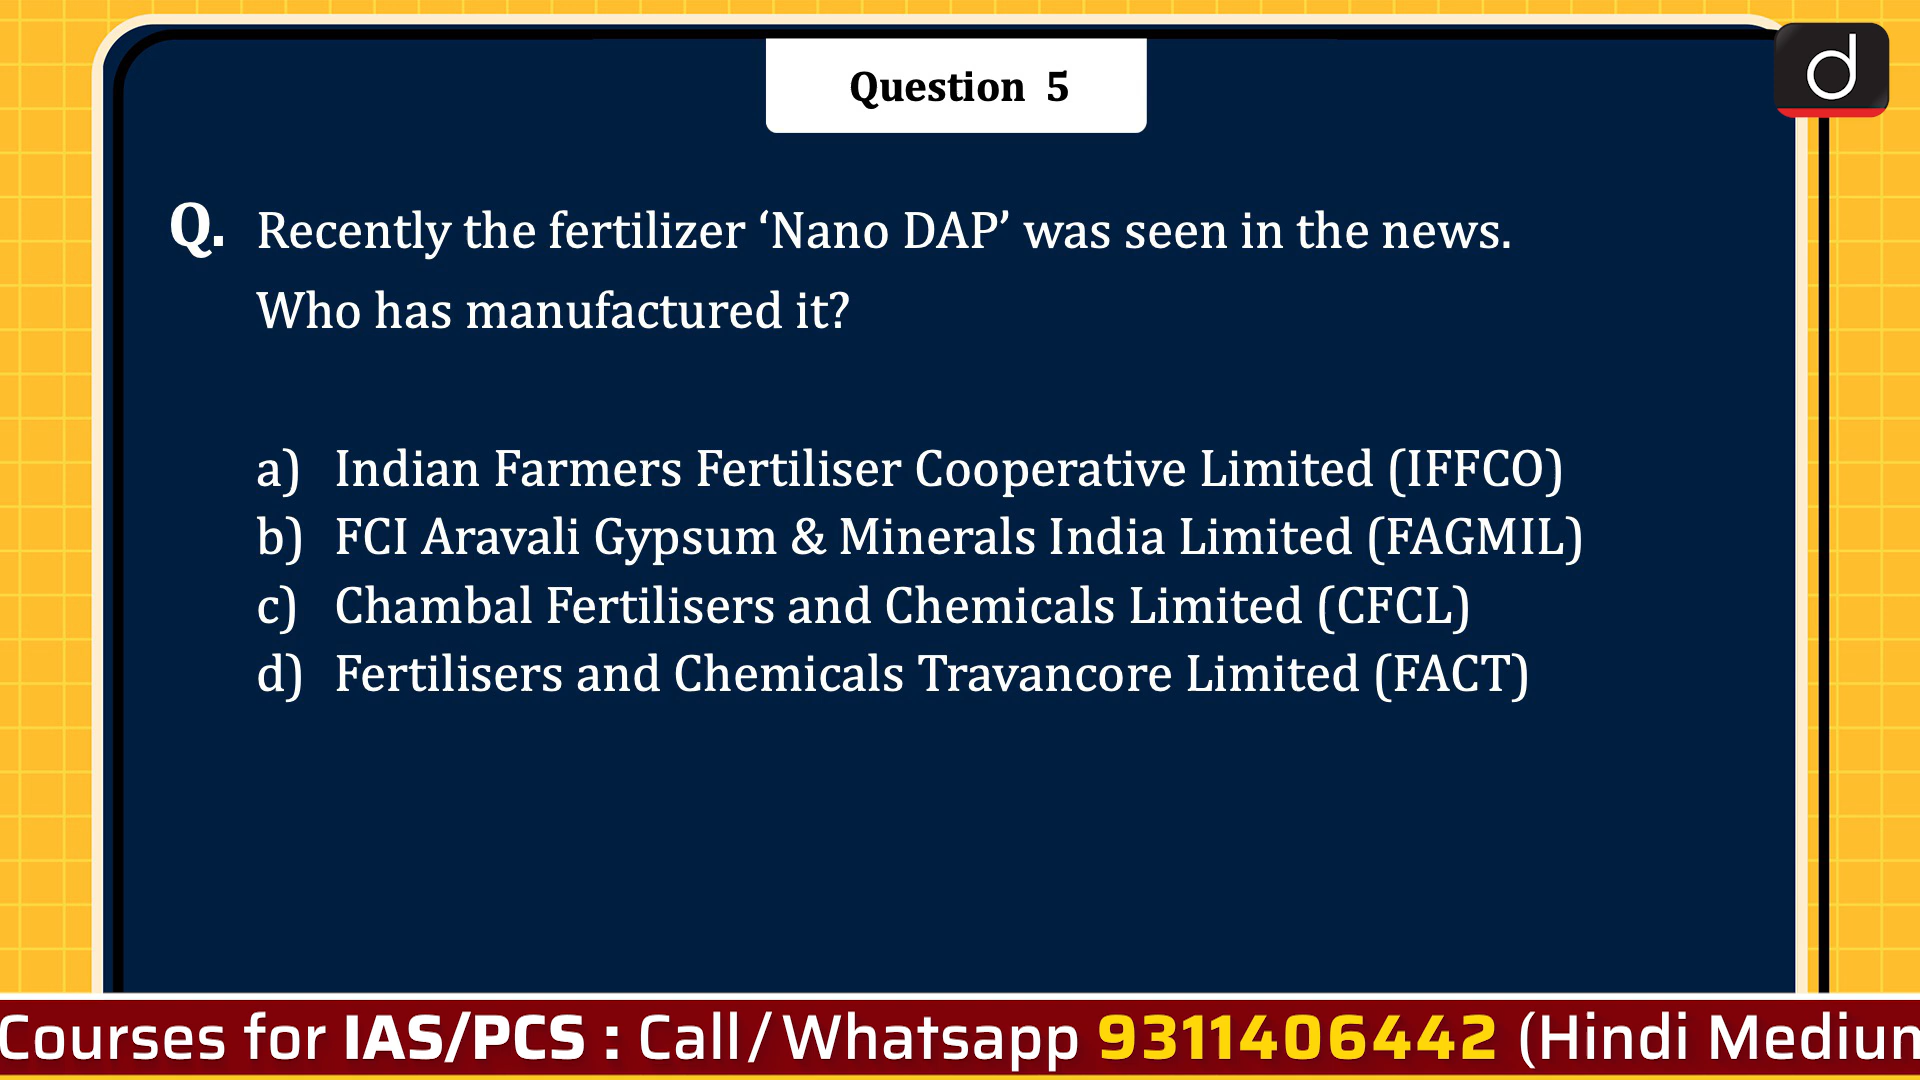 Question 5
Q. Recently the fertilizer ‘Nano DAP’ was seen in the news.
Who has manufactured it?
a) Indian Farmers Fertiliser Cooperative Limited (IFFCO)
b) FCI Aravali Gypsum & Minerals India Limited (FAGMIL)
c) Chambal Fertilisers and Chemicals Limited (CFCL)
d) Fertilisers and Chemicals Travancore Limited (FACT)
Courses for IAS/PCS : Call/Whatsapp 9311406442 (Hindi Medium